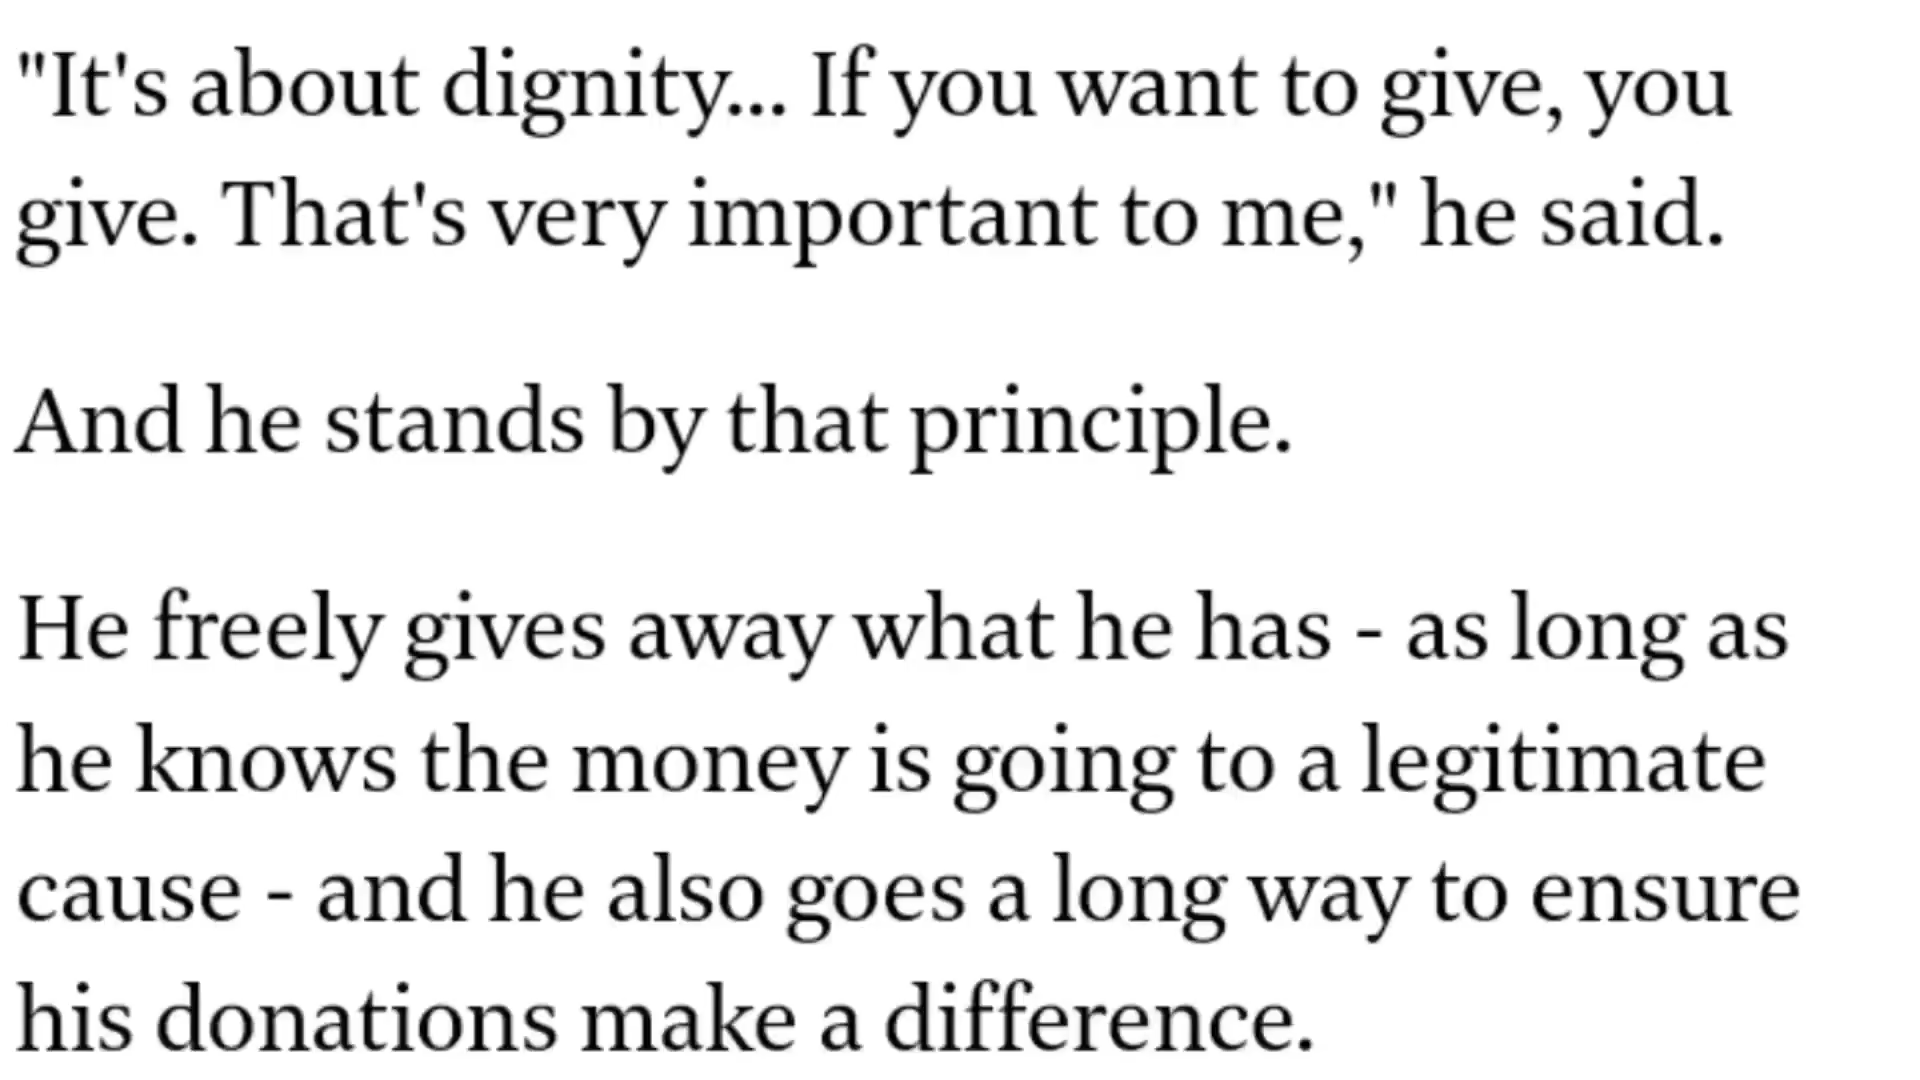 "It's about dignity... If you want to give, you
give. That's very important to me," he said.
And he stands by that principle.
He freely gives away what he has - as long as
he knows the money is going to a legitimate
cause - and he also goes a long way to ensure
his donations make a difference.